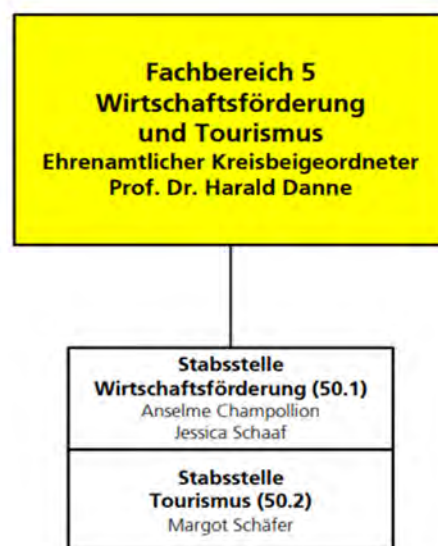 Fachbereich 5
Wirtschaftsförderung
und Tourismus
Ehrenamtlicher Kreisbeigeordneter
Prof. Dr. Harald Danne
Stabsstelle
Wirtschaftsförderung (50.1)
Anselme Champollion
Jessica Schaaf
Stabsstelle
Tourismus (50.2)
Margot Schäfer